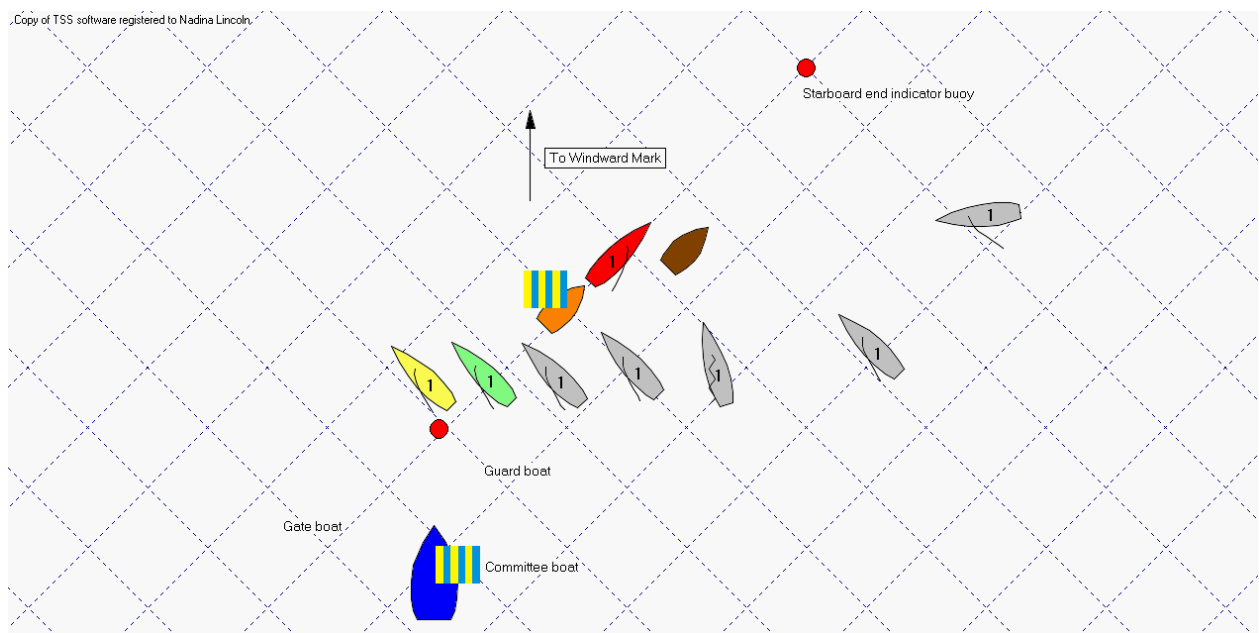 Copy of TSS software registered to Nadina Lincoln,
Starboard end indicator buoy
To Windward Mark
1
1
1
1
1
1
1
1
Guard boat
Gate boat
Committee boat